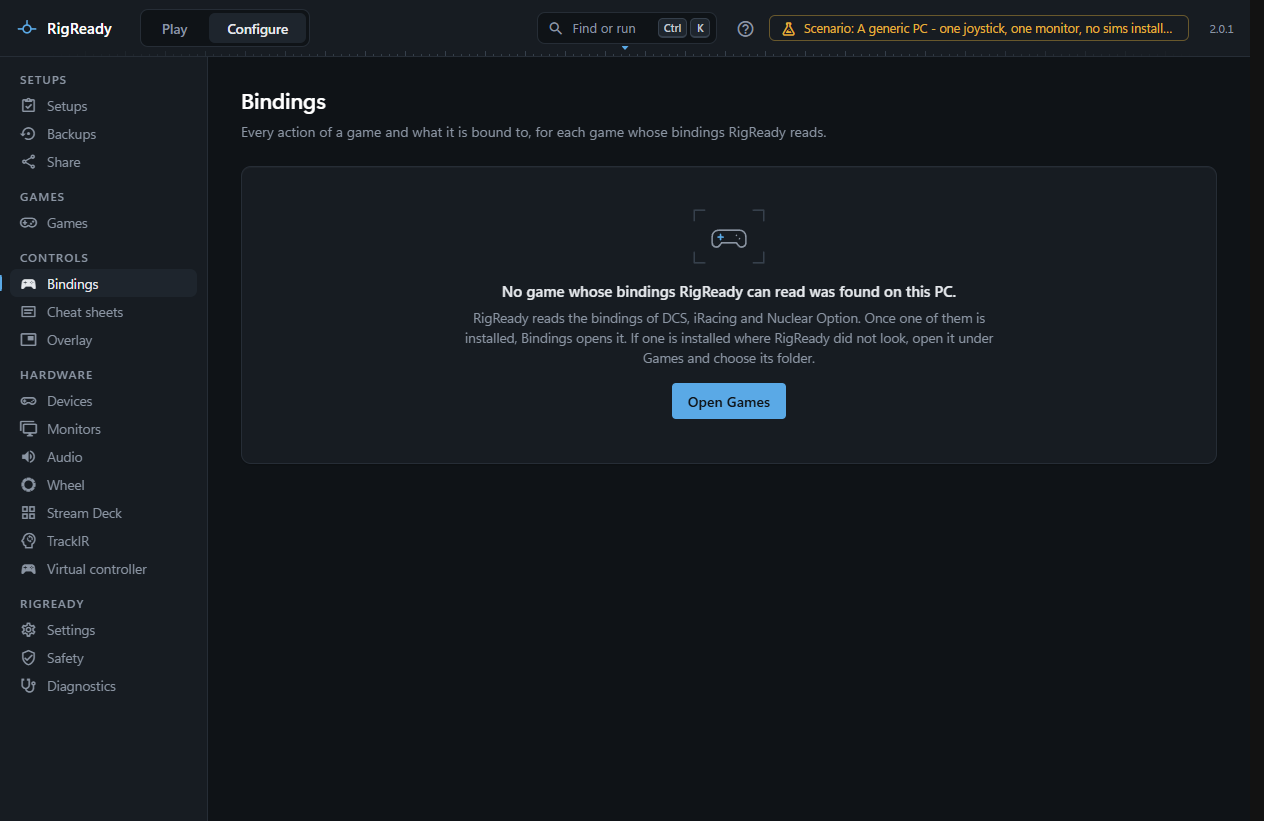 RigReady
Play
Configure
Find or run
Ctrl
K
Scenario: A generic PC - one joystick, one monitor, no sims install...
2.0.1
SETUPS
Setups
Backups
Share
GAMES
Games
CONTROLS
Bindings
Cheat sheets
Overlay
HARDWARE
Devices
Monitors
Audio
Wheel
Stream Deck
TrackIR
Virtual controller
RIGREADY
Settings
Safety
Diagnostics
Bindings
Every action of a game and what it is bound to, for each game whose bindings RigReady reads.
No game whose bindings RigReady can read was found on this PC.
RigReady reads the bindings of DCS, iRacing and Nuclear Option. Once one of them is
installed, Bindings opens it. If one is installed where RigReady did not look, open it under
Games and choose its folder.
Open Games